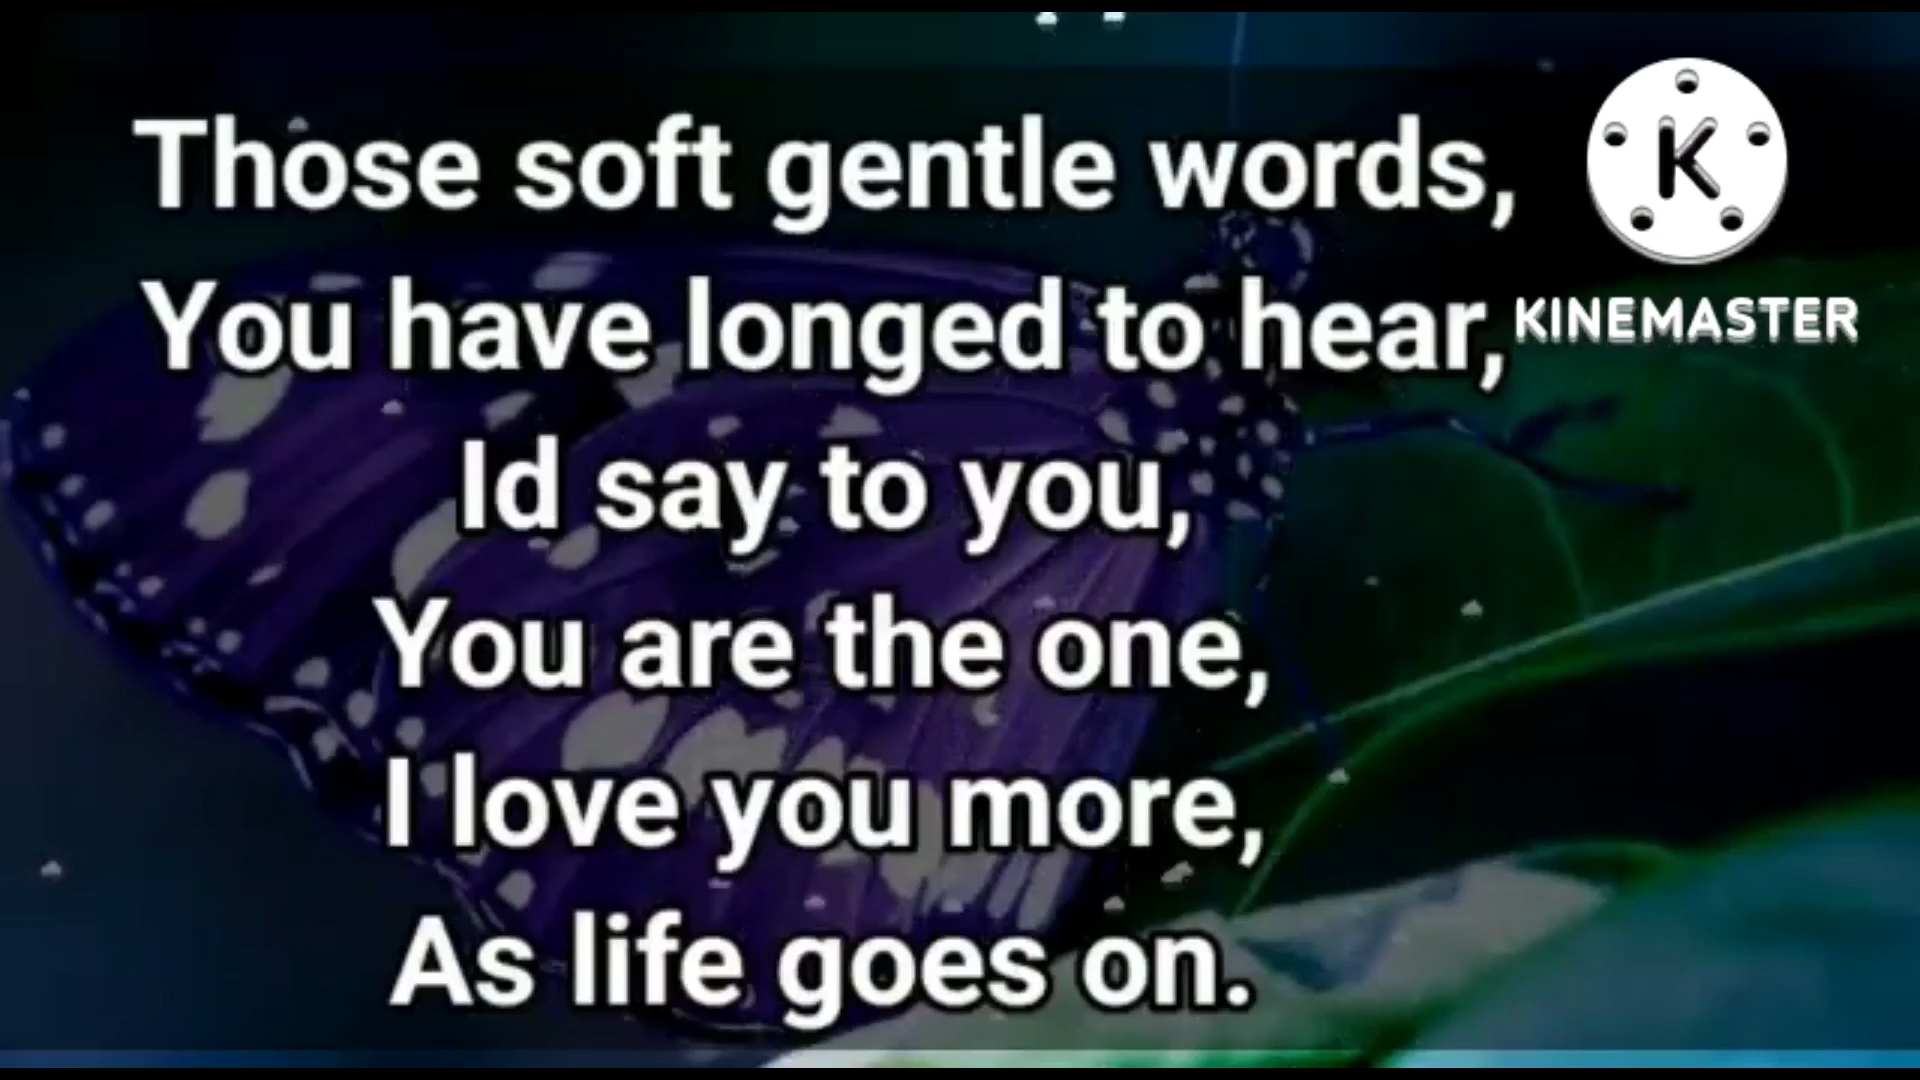 Those soft gentle words,
You have longed to hear,
Id say to you,
You are the one,
I love you more,
As life goes on.
K
KINEMASTER